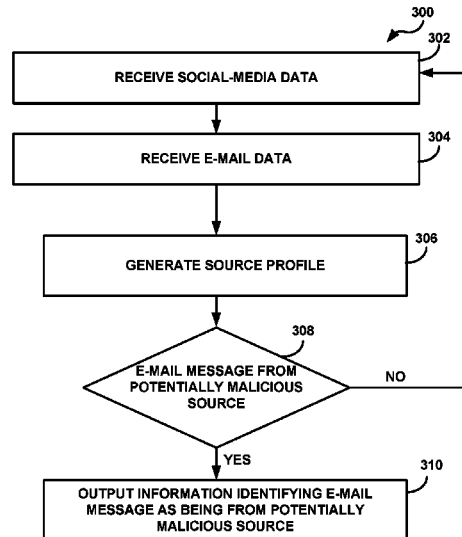 300
302
RECEIVE SOCIAL-MEDIA DATA
304
RECEIVE E-MAIL DATA
306
GENERATE SOURCE PROFILE
308
E-MAIL MESSAGE FROM
POTENTIALLY MALICIOUS
SOURCE
NO
YES
310
OUTPUT INFORMATION IDENTIFYING E-MAIL
MESSAGE AS BEING FROM POTENTIALLY
MALICIOUS SOURCE